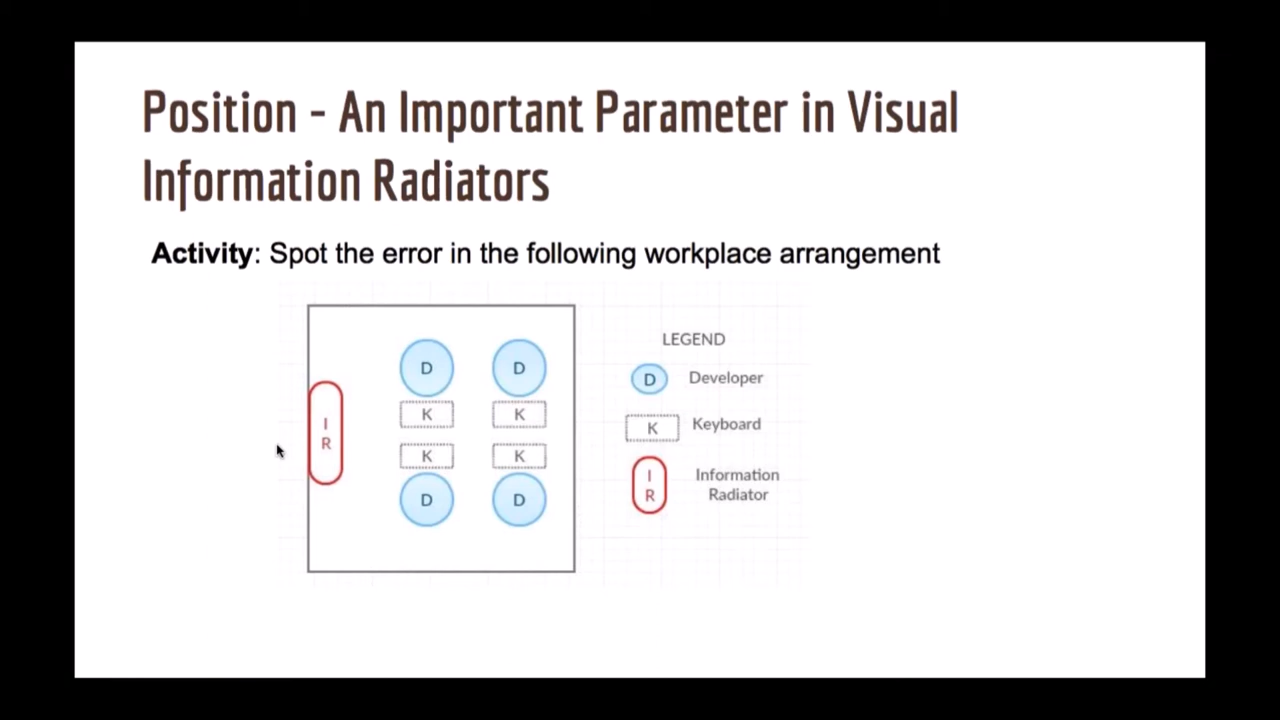 Position - An Important Parameter in Visual
Information Radiators
Activity: Spot the error in the following workplace arrangement
LEGEND
D D
K K
K K
D D
I
R
D Developer
K Keyboard
I
R
Information
Radiator